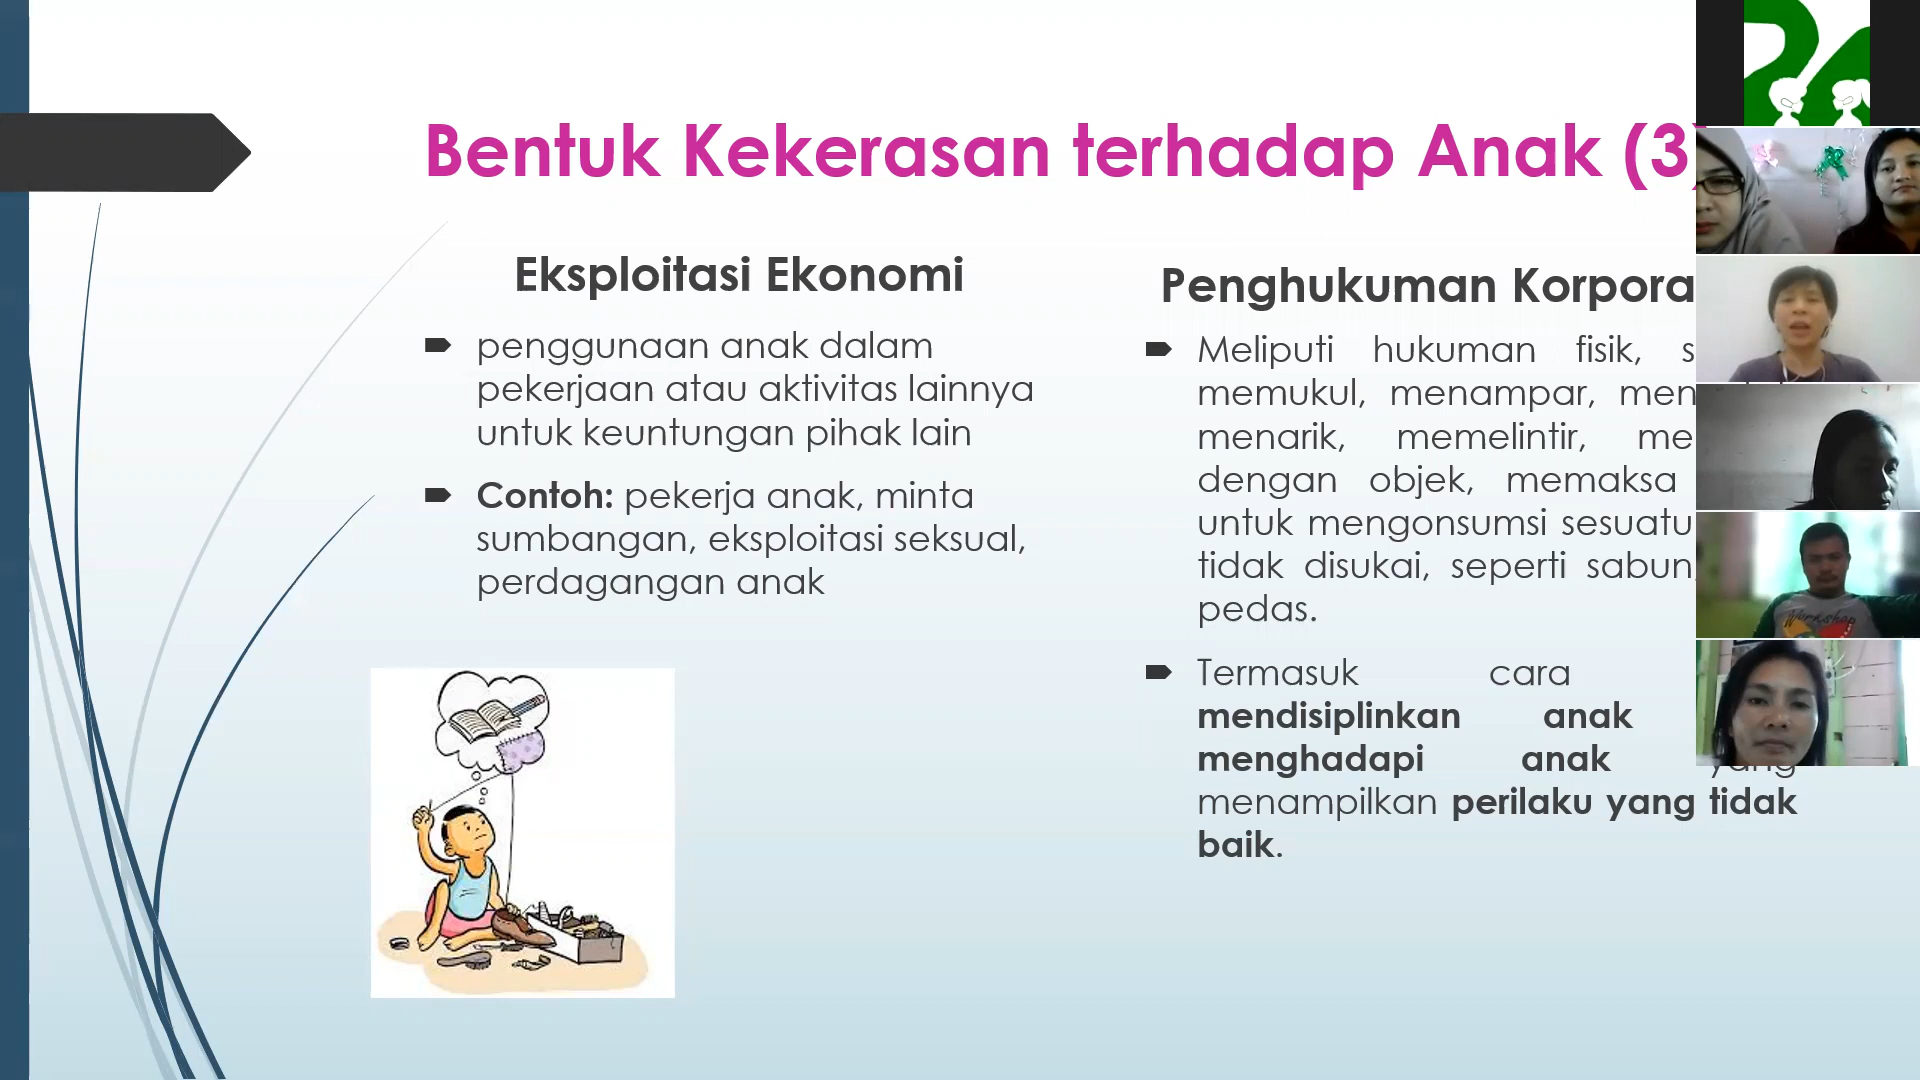 Bentuk Kekerasan terhadap Anak (3)
Eksploitasi Ekonomi
penggunaan anak dalam
pekerjaan atau aktivitas lainnya
untuk keuntungan pihak lain
Contoh: pekerja anak, minta
sumbangan, eksploitasi seksual,
perdagangan anak
Penghukuman
Meliputi hukuman fisik,
memukul, menampar,
menarik, memelintir,
dengan objek, memaksa
untuk mengonsumsi sesuatu
tidak disukai, seperti sabun,
pedas.
Termasuk cara
mendisiplinkan anak
menghadapi anak yang
menampilkan perilaku yang tidak
baik.
Workshop